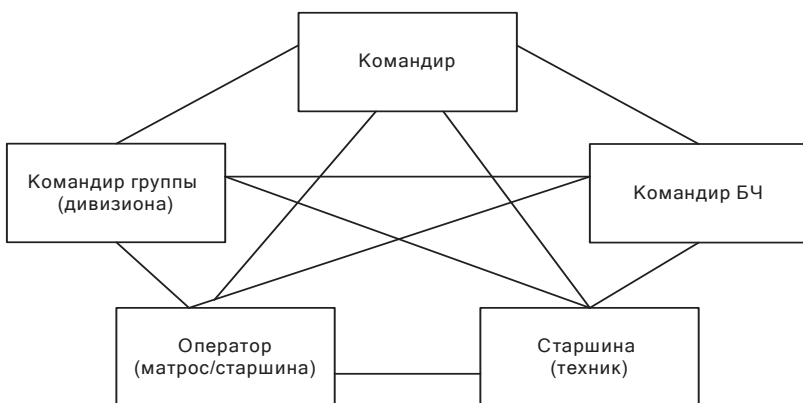 Командир
Командир группы
(дивизиона)
Командир БЧ
Оператор
(матрос/старшина)
Старшина
(техник)